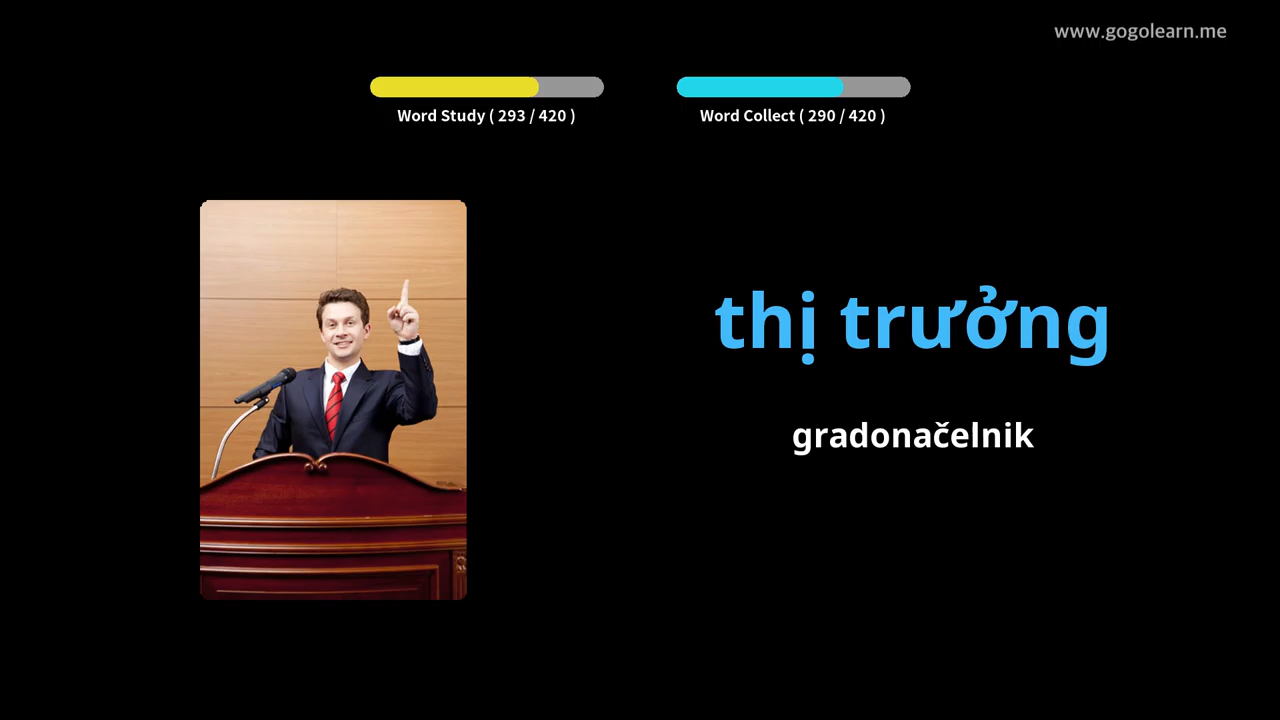 www.gogolearn.me
Word Study ( 293 / 420 )
Word Collect ( 290 / 420 )
thị trưởng
gradonačelnik